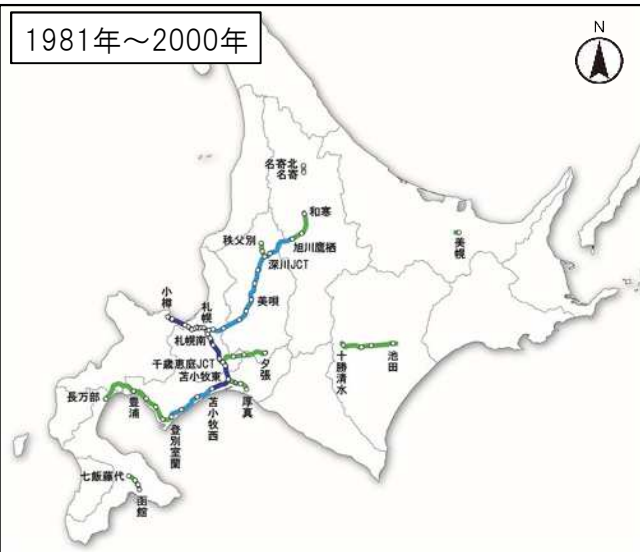 1981年～2000年
N
名寄北
名寄
和寒
秩父別
旭川鷹栖
深川JCT
美幌
小樽
札幌
美唄
札幌南
千歳恵庭JCT
苫小牧東
夕張
十勝清水
池田
長万部
豊浦
登別室蘭
苫小牧西
厚真
七飯藤代
函館